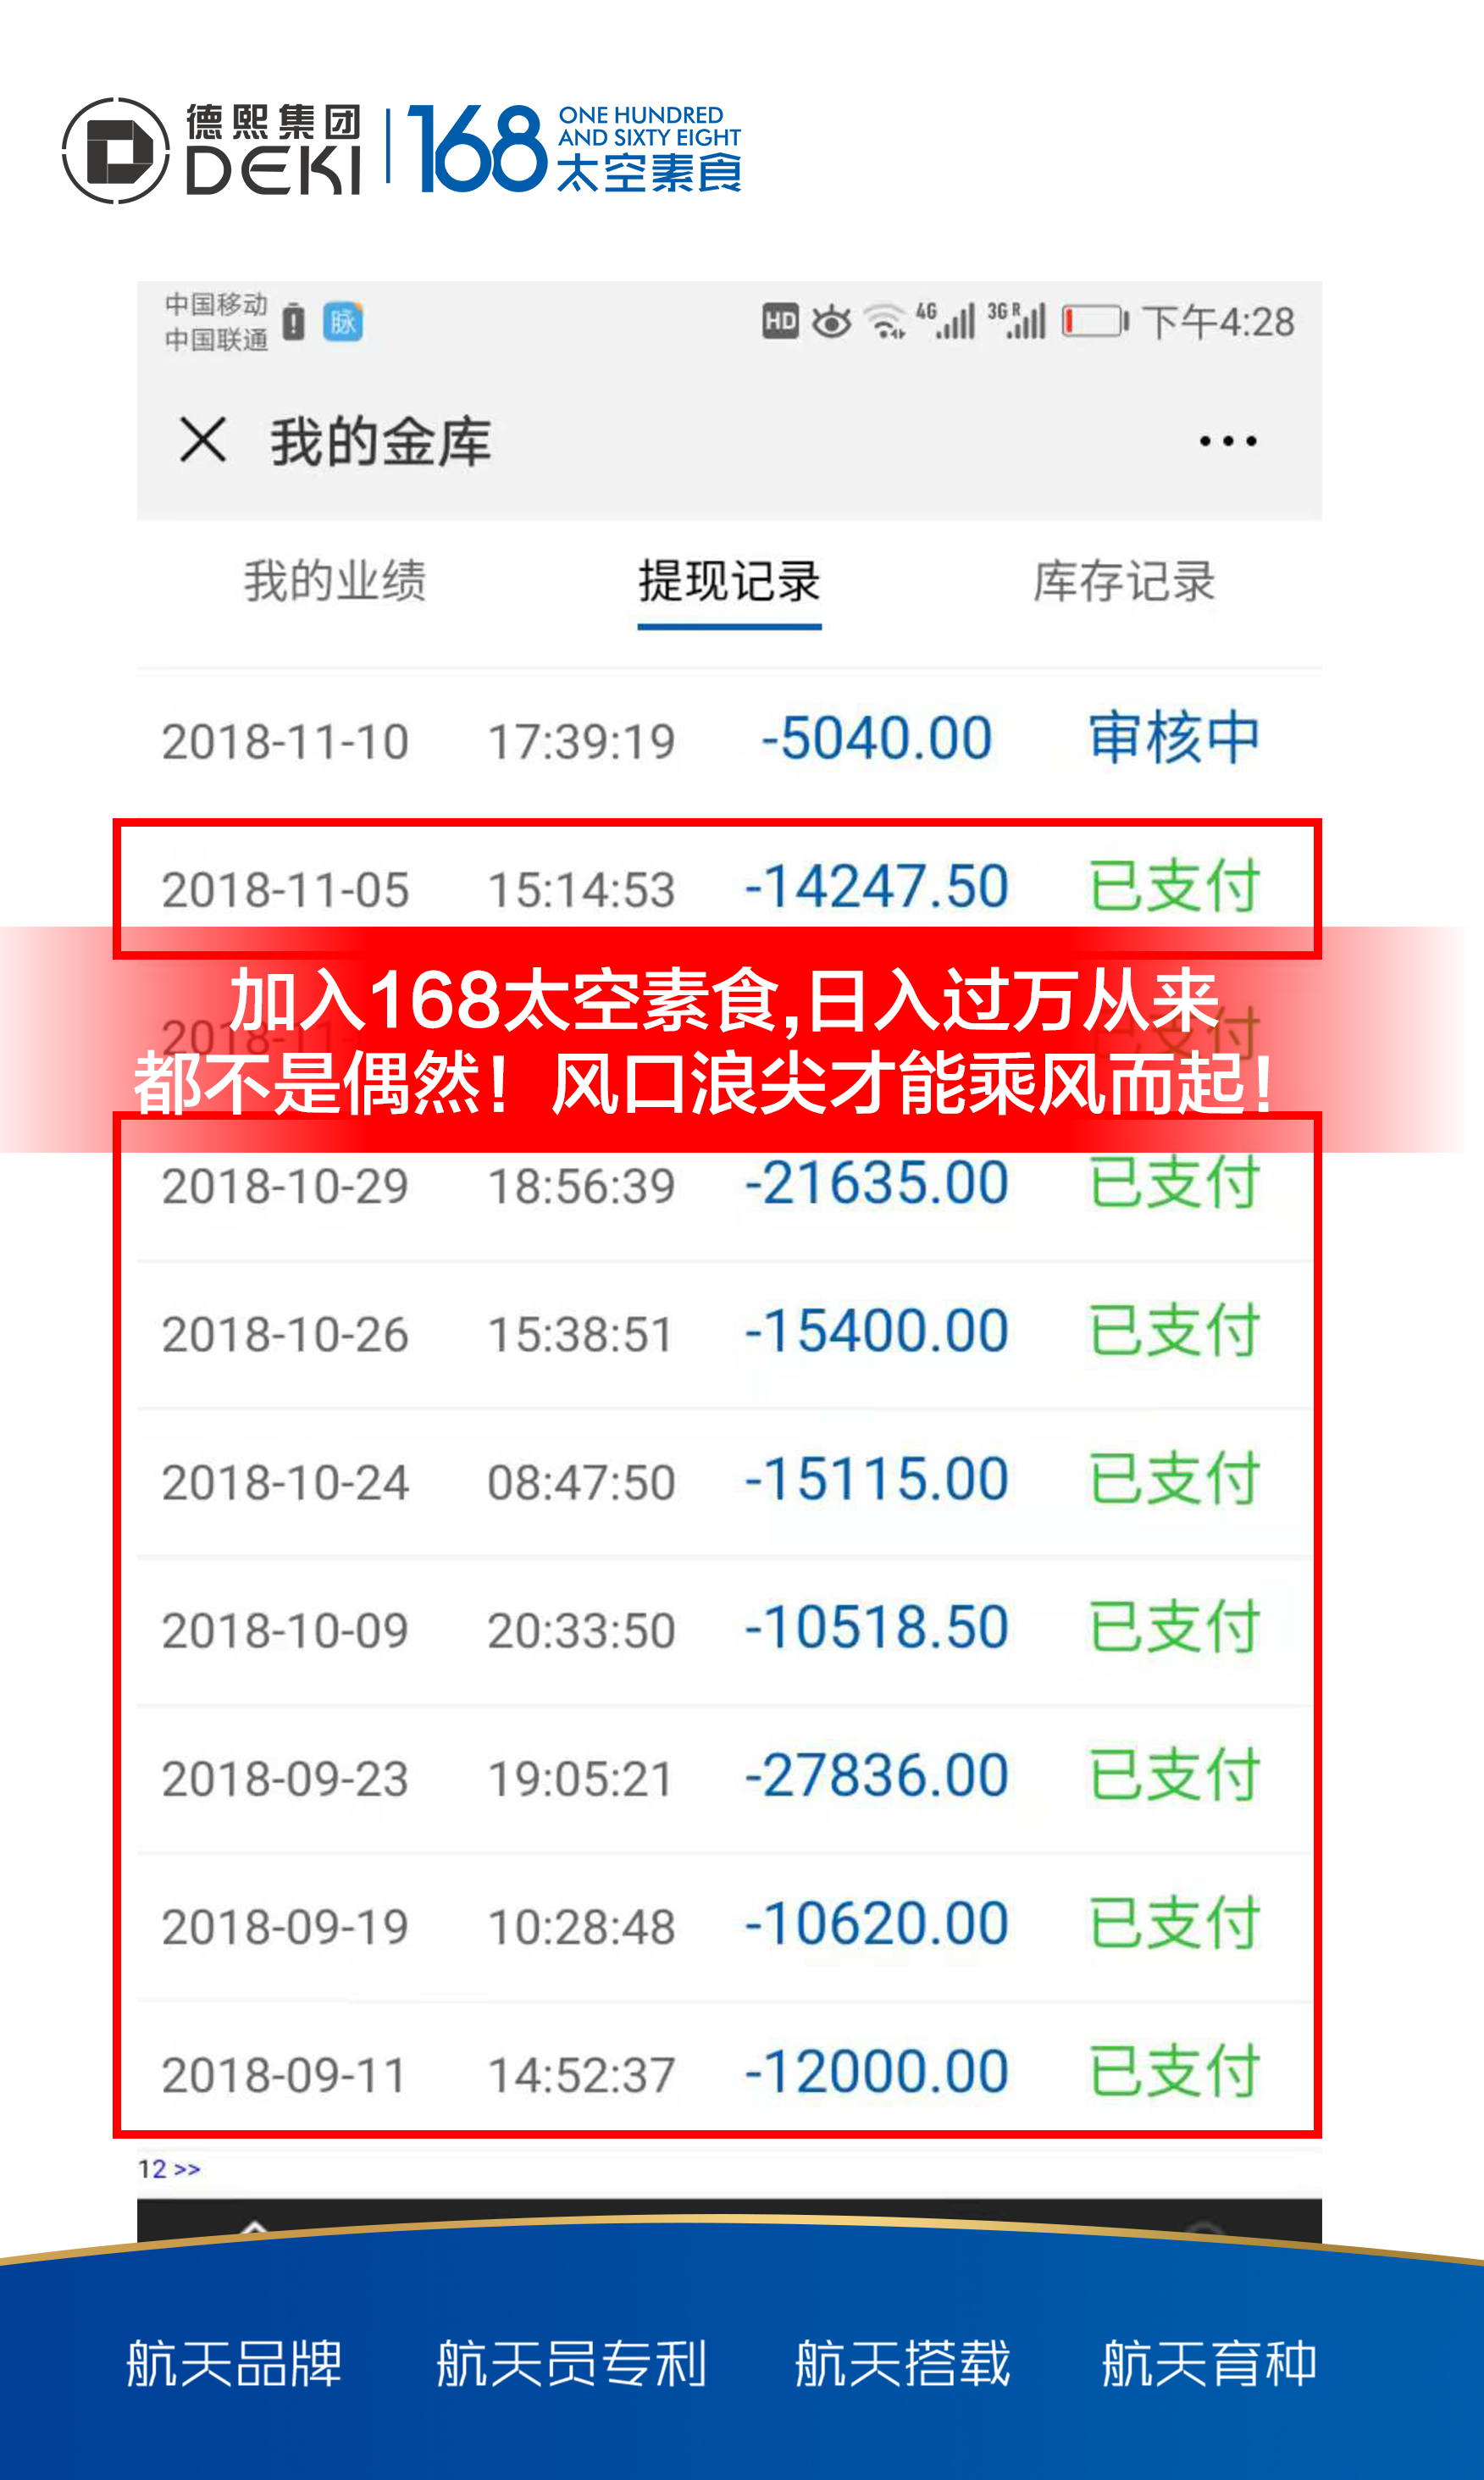 德熙集团
DEKI
168
ONE HUNDRED
AND SIXTY EIGHT
太空素食
中国移动
中国联通
脉
HD 4G 3G R 下午4:28
我的金库
我的业绩 提现记录 库存记录
2018-11-10 17:39:19 -5040.00 审核中
2018-11-05 15:14:53 -14247.50 已支付
加入168太空素食,日入过万从来
都不是偶然！风口浪尖才能乘风而起！
2018-11- 已支付
2018-10-29 18:56:39 -21635.00 已支付
2018-10-26 15:38:51 -15400.00 已支付
2018-10-24 08:47:50 -15115.00 已支付
2018-10-09 20:33:50 -10518.50 已支付
2018-09-23 19:05:21 -27836.00 已支付
2018-09-19 10:28:48 -10620.00 已支付
2018-09-11 14:52:37 -12000.00 已支付
12 >>
航天品牌 航天员专利 航天搭载 航天育种